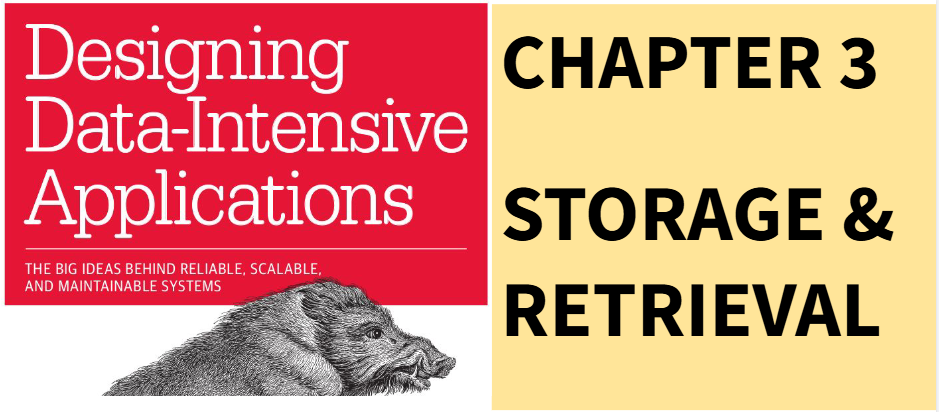 Designing
Data-Intensive
Applications
THE BIG IDEAS BEHIND RELIABLE, SCALABLE,
AND MAINTAINABLE SYSTEMS
CHAPTER 3
STORAGE &
RETRIEVAL